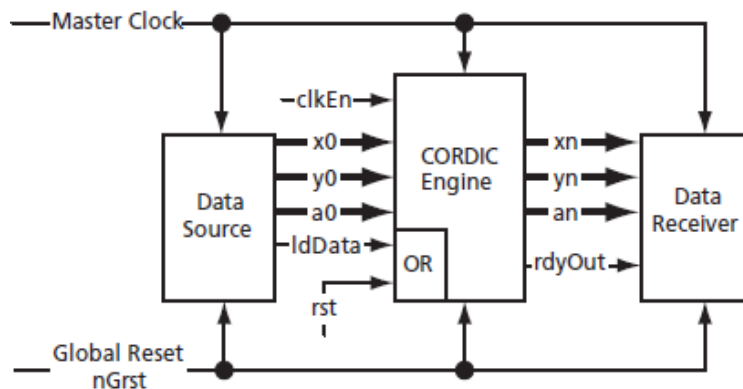 Master Clock
clkEn
x0
y0
a0
ldData
rst
Data
Source
CORDIC
Engine
OR
xn
yn
an
rdyOut
Data
Receiver
Global Reset
nGrst